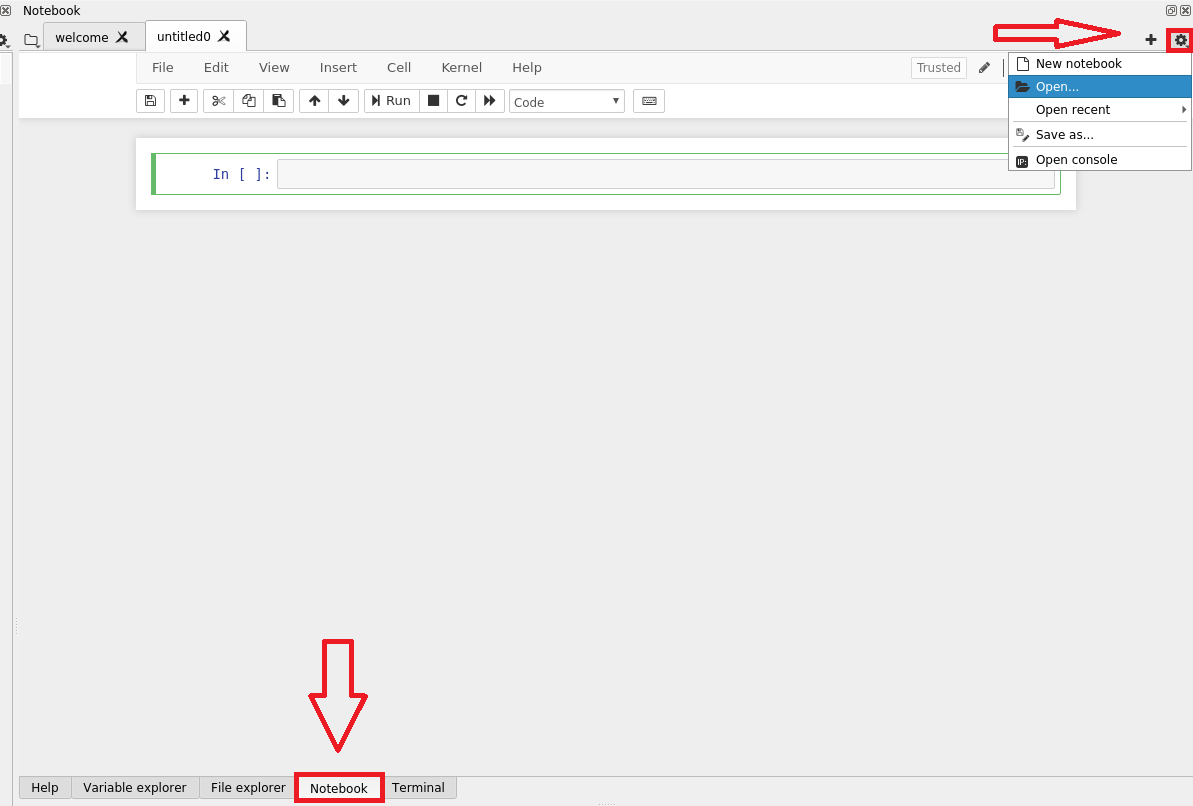 Notebook
welcome untitled0
File Edit View Insert Cell Kernel Help Trusted
New notebook
Open...
Run Code
Open recent
Save as...
IP:
Open console
In [ ]:
Help Variable explorer File explorer Notebook Terminal